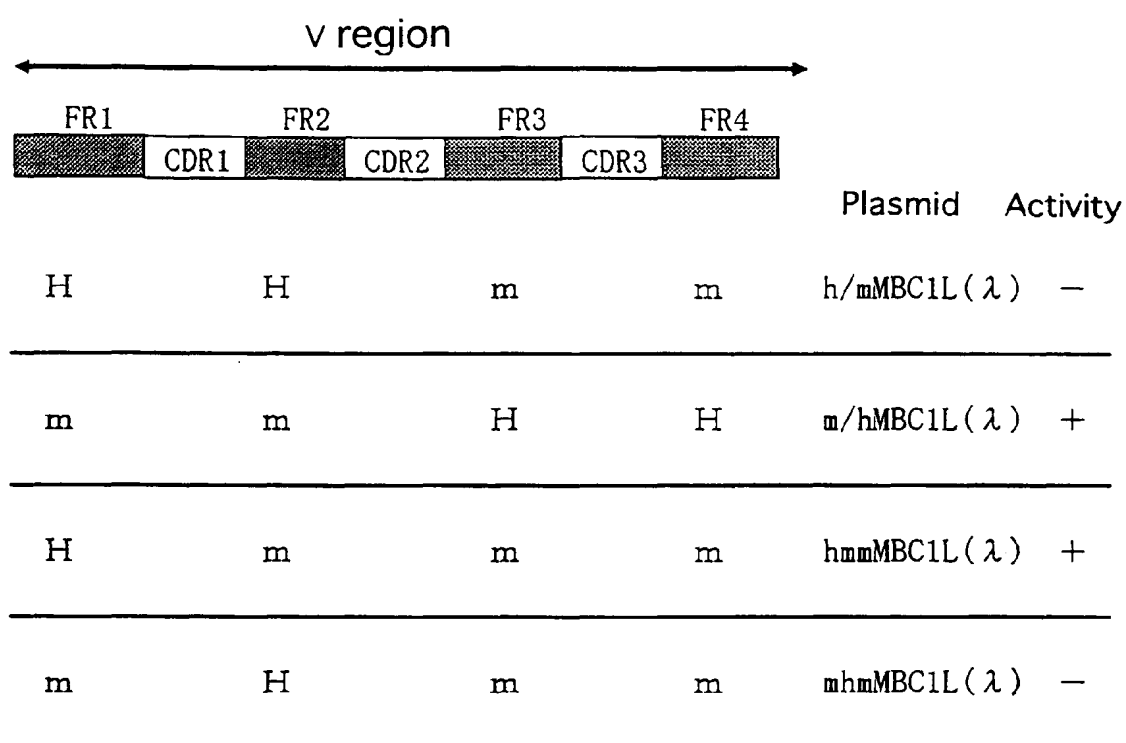 V region
FR1 FR2 FR3 FR4
CDR1 CDR2 CDR3
Plasmid Activity
H H m m h/mMBC1L(λ) −
m m H H m/hMBC1L(λ) +
H m m m hmmMBC1L(λ) +
m H m m mhmMBC1L(λ) −